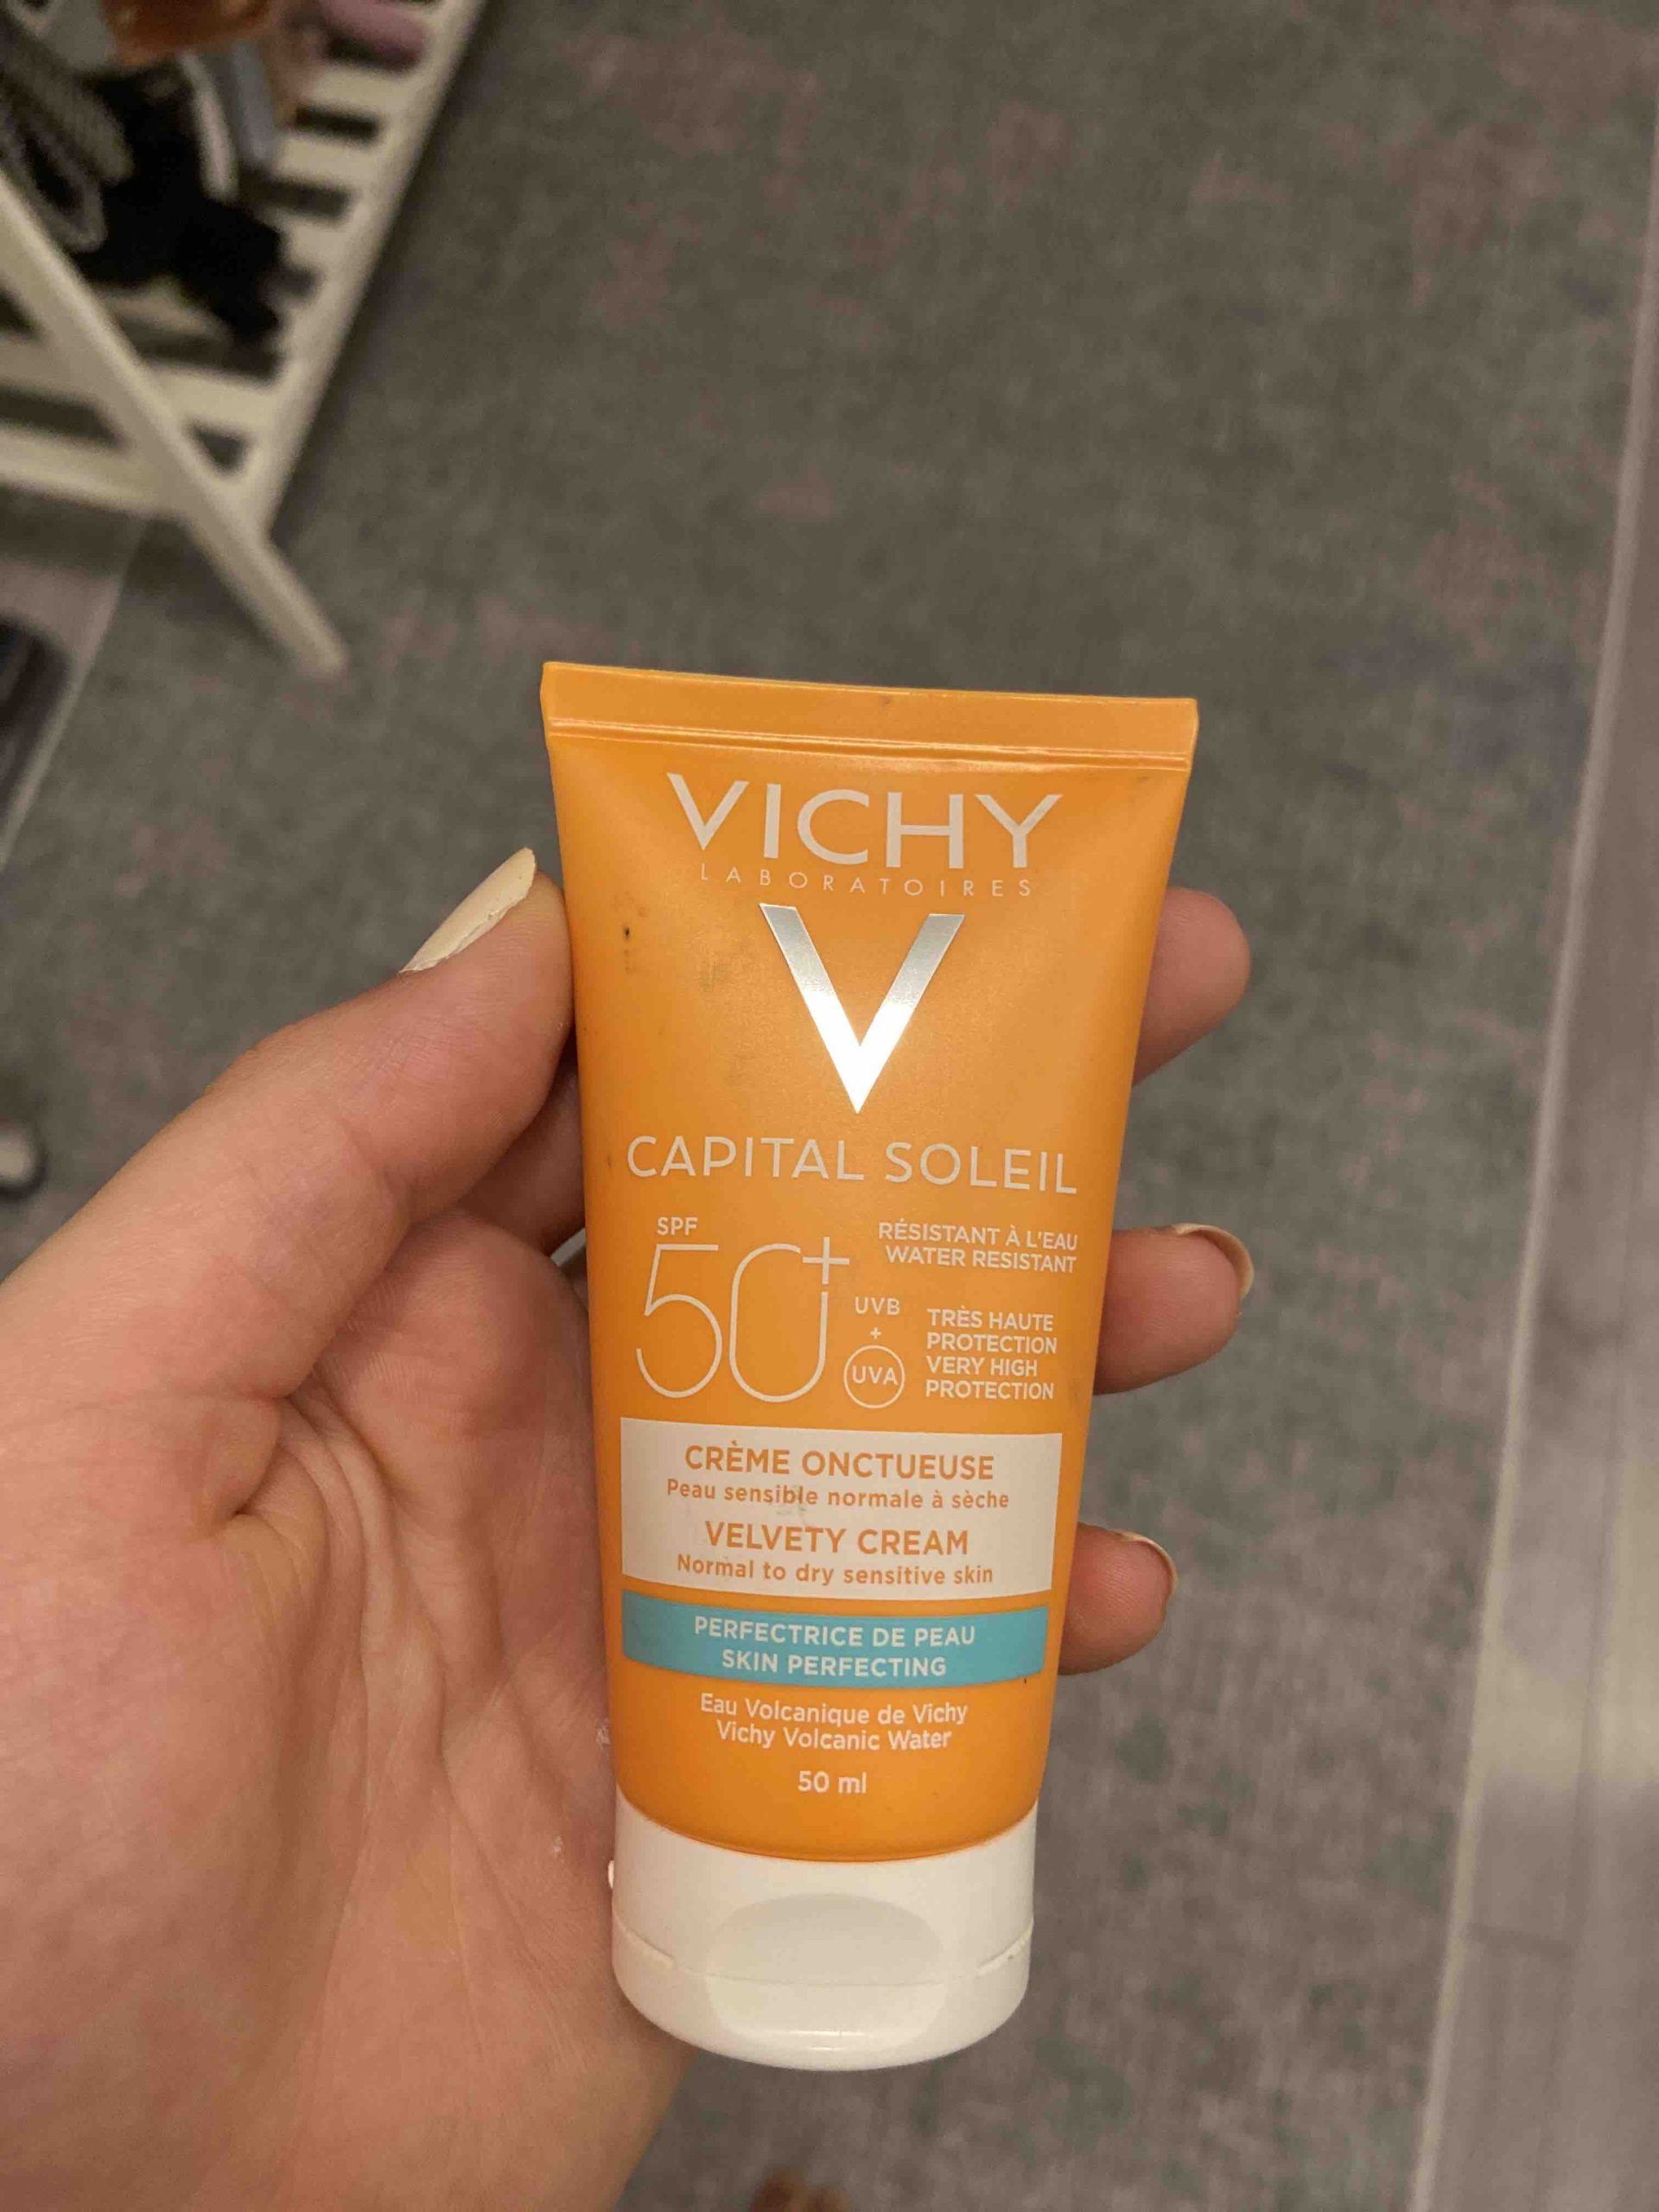 VICHY
LABORATOIRES
CAPITAL SOLEIL
SPF
50+
RÉSISTANT À L'EAU
WATER RESISTANT
UVB
+
UVA
TRÈS HAUTE
PROTECTION
VERY HIGH
PROTECTION
CRÈME ONCTUEUSE
Peau sensible normale à sèche
VELVETY CREAM
Normal to dry sensitive skin
PERFECTRICE DE PEAU
SKIN PERFECTING
Eau Volcanique de Vichy
Vichy Volcanic Water
50 ml